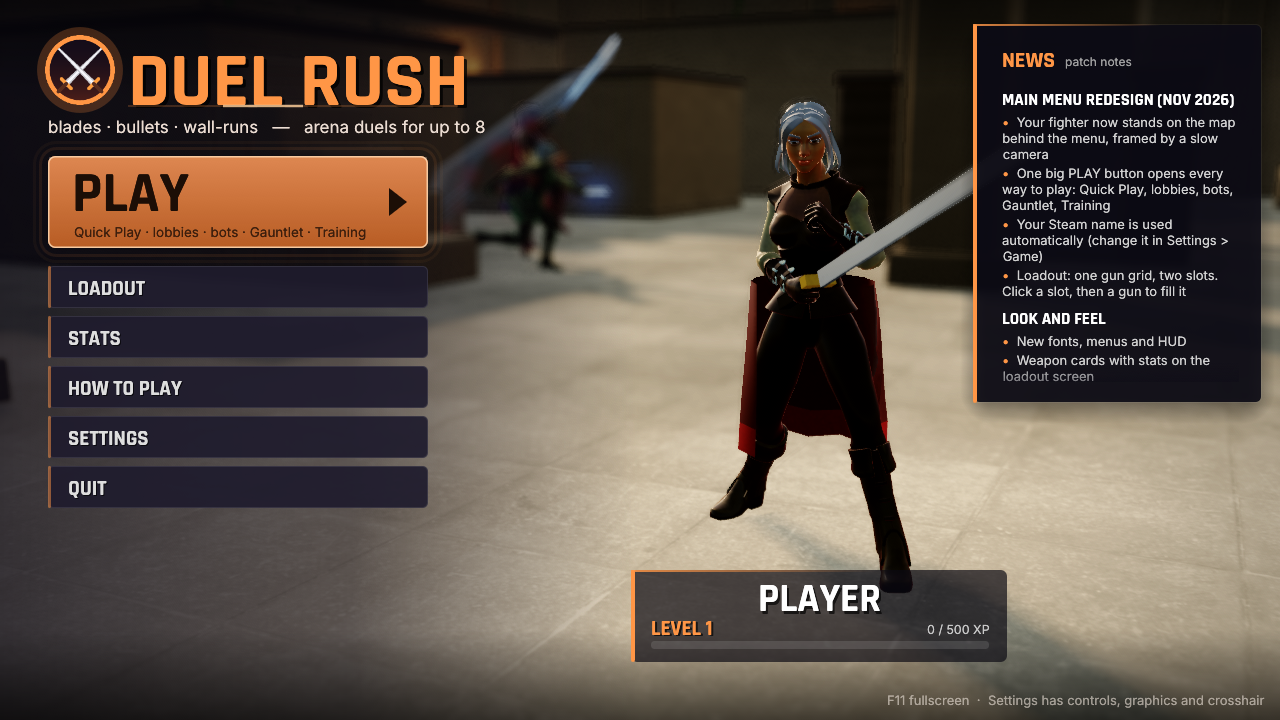 DUEL RUSH
blades · bullets · wall-runs — arena duels for up to 8
PLAY
Quick Play · lobbies · bots · Gauntlet · Training
LOADOUT
STATS
HOW TO PLAY
SETTINGS
QUIT
NEWS patch notes
MAIN MENU REDESIGN (NOV 2026)
• Your fighter now stands on the map
behind the menu, framed by a slow
camera
• One big PLAY button opens every
way to play: Quick Play, lobbies, bots,
Gauntlet, Training
• Your Steam name is used
automatically (change it in Settings >
Game)
• Loadout: one gun grid, two slots.
Click a slot, then a gun to fill it
LOOK AND FEEL
• New fonts, menus and HUD
• Weapon cards with stats on the
loadout screen
PLAYER
LEVEL 1
0 / 500 XP
F11 fullscreen · Settings has controls, graphics and crosshair